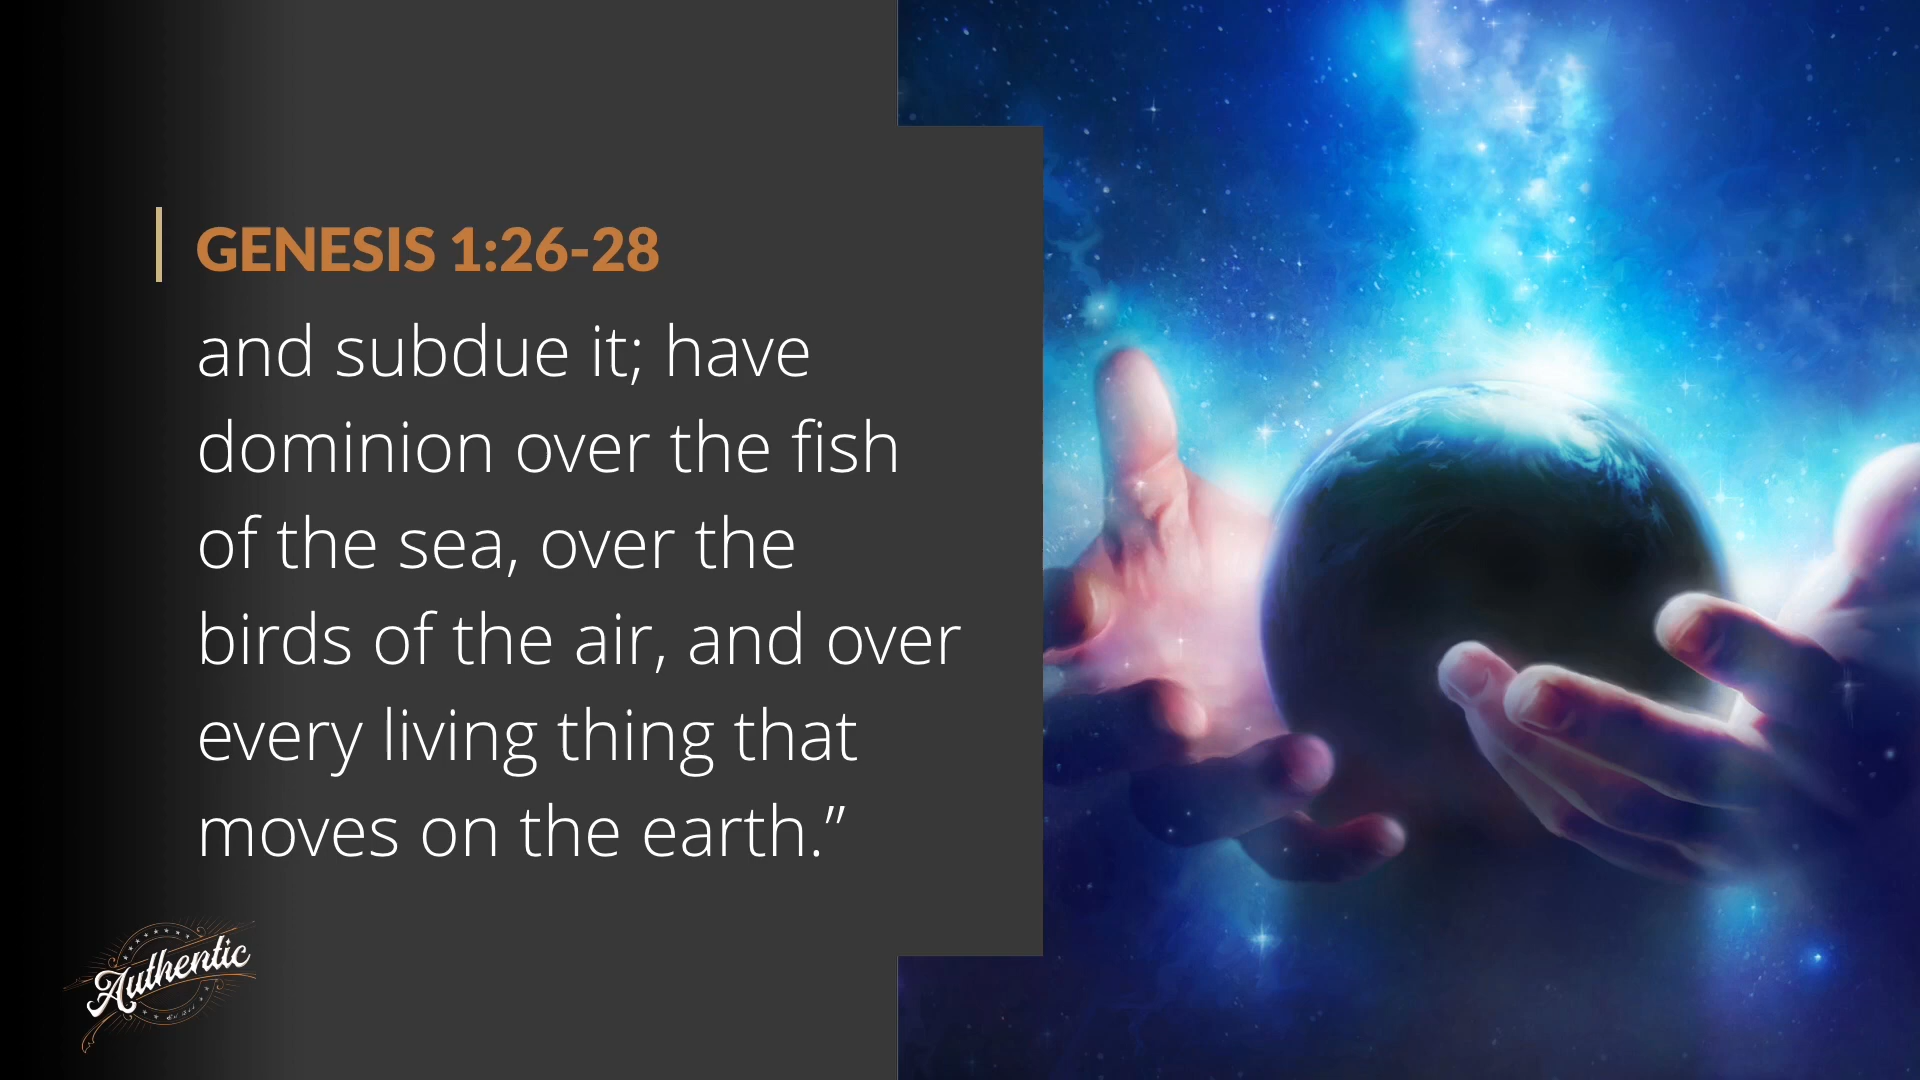 GENESIS 1:26-28
and subdue it; have
dominion over the fish
of the sea, over the
birds of the air, and over
every living thing that
moves on the earth.”
Authentic